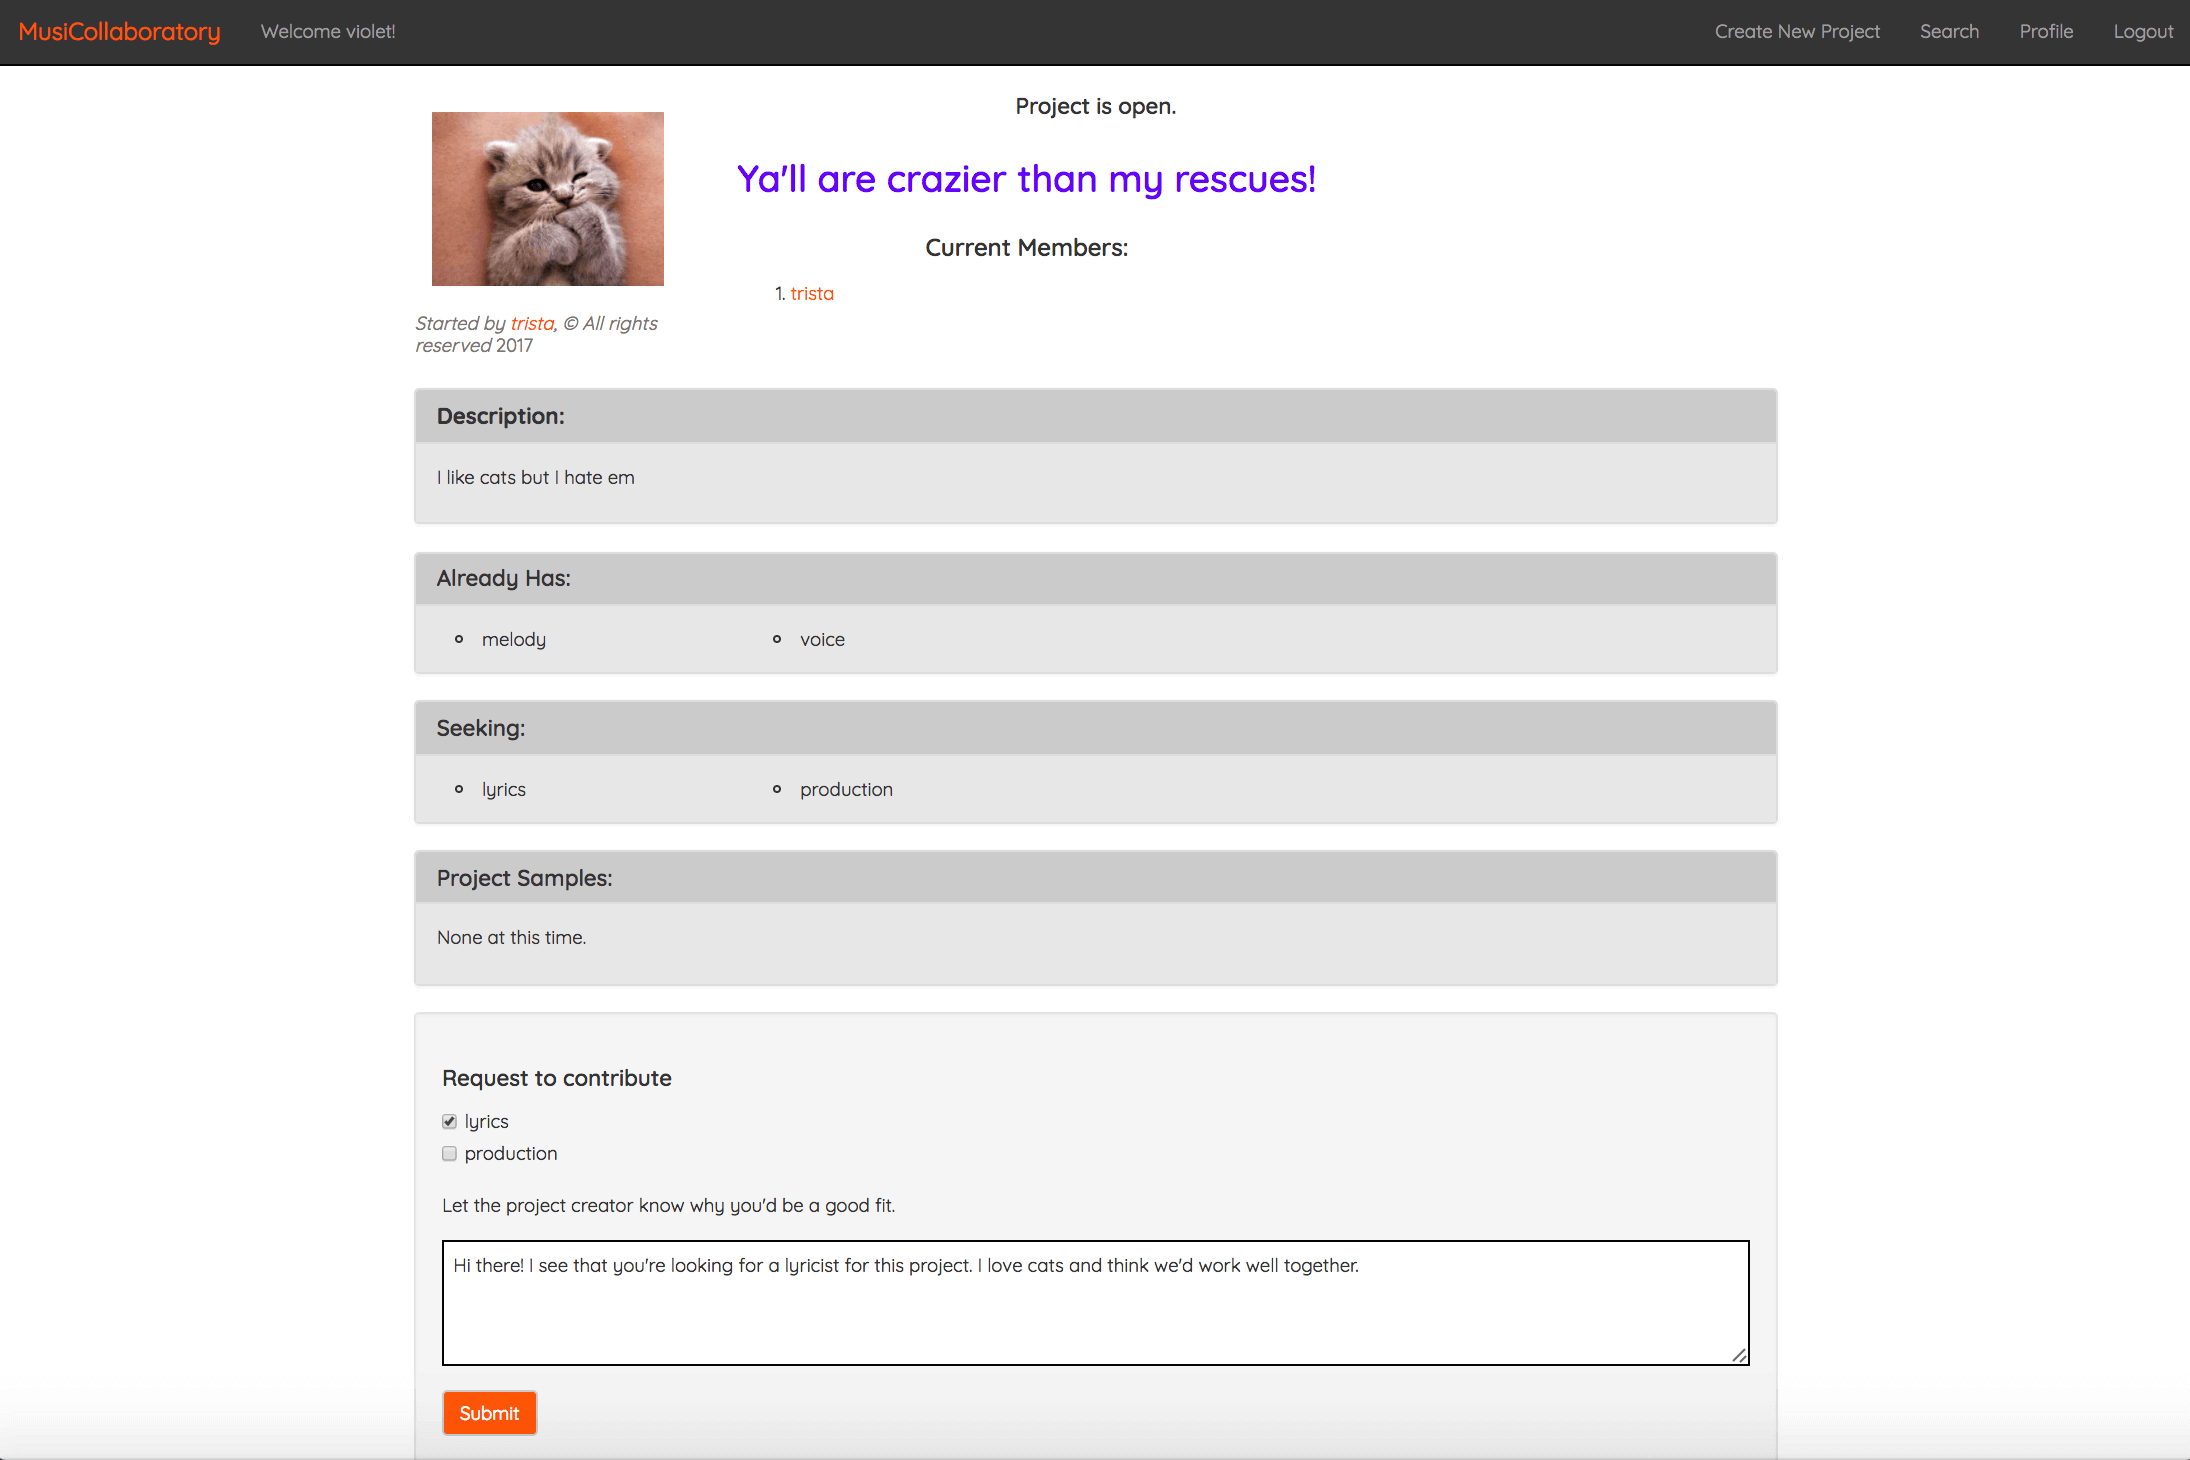 MusiCollaboratory Welcome violet! Create New Project Search Profile Logout
Project is open.
Ya'll are crazier than my rescues!
Current Members:
1. trista
Started by trista, © All rights
reserved 2017
Description:
I like cats but I hate em
Already Has:
melody voice
Seeking:
lyrics production
Project Samples:
None at this time.
Request to contribute
lyrics
production
Let the project creator know why you'd be a good fit.
Hi there! I see that you're looking for a lyricist for this project. I love cats and think we'd work well together.
Submit